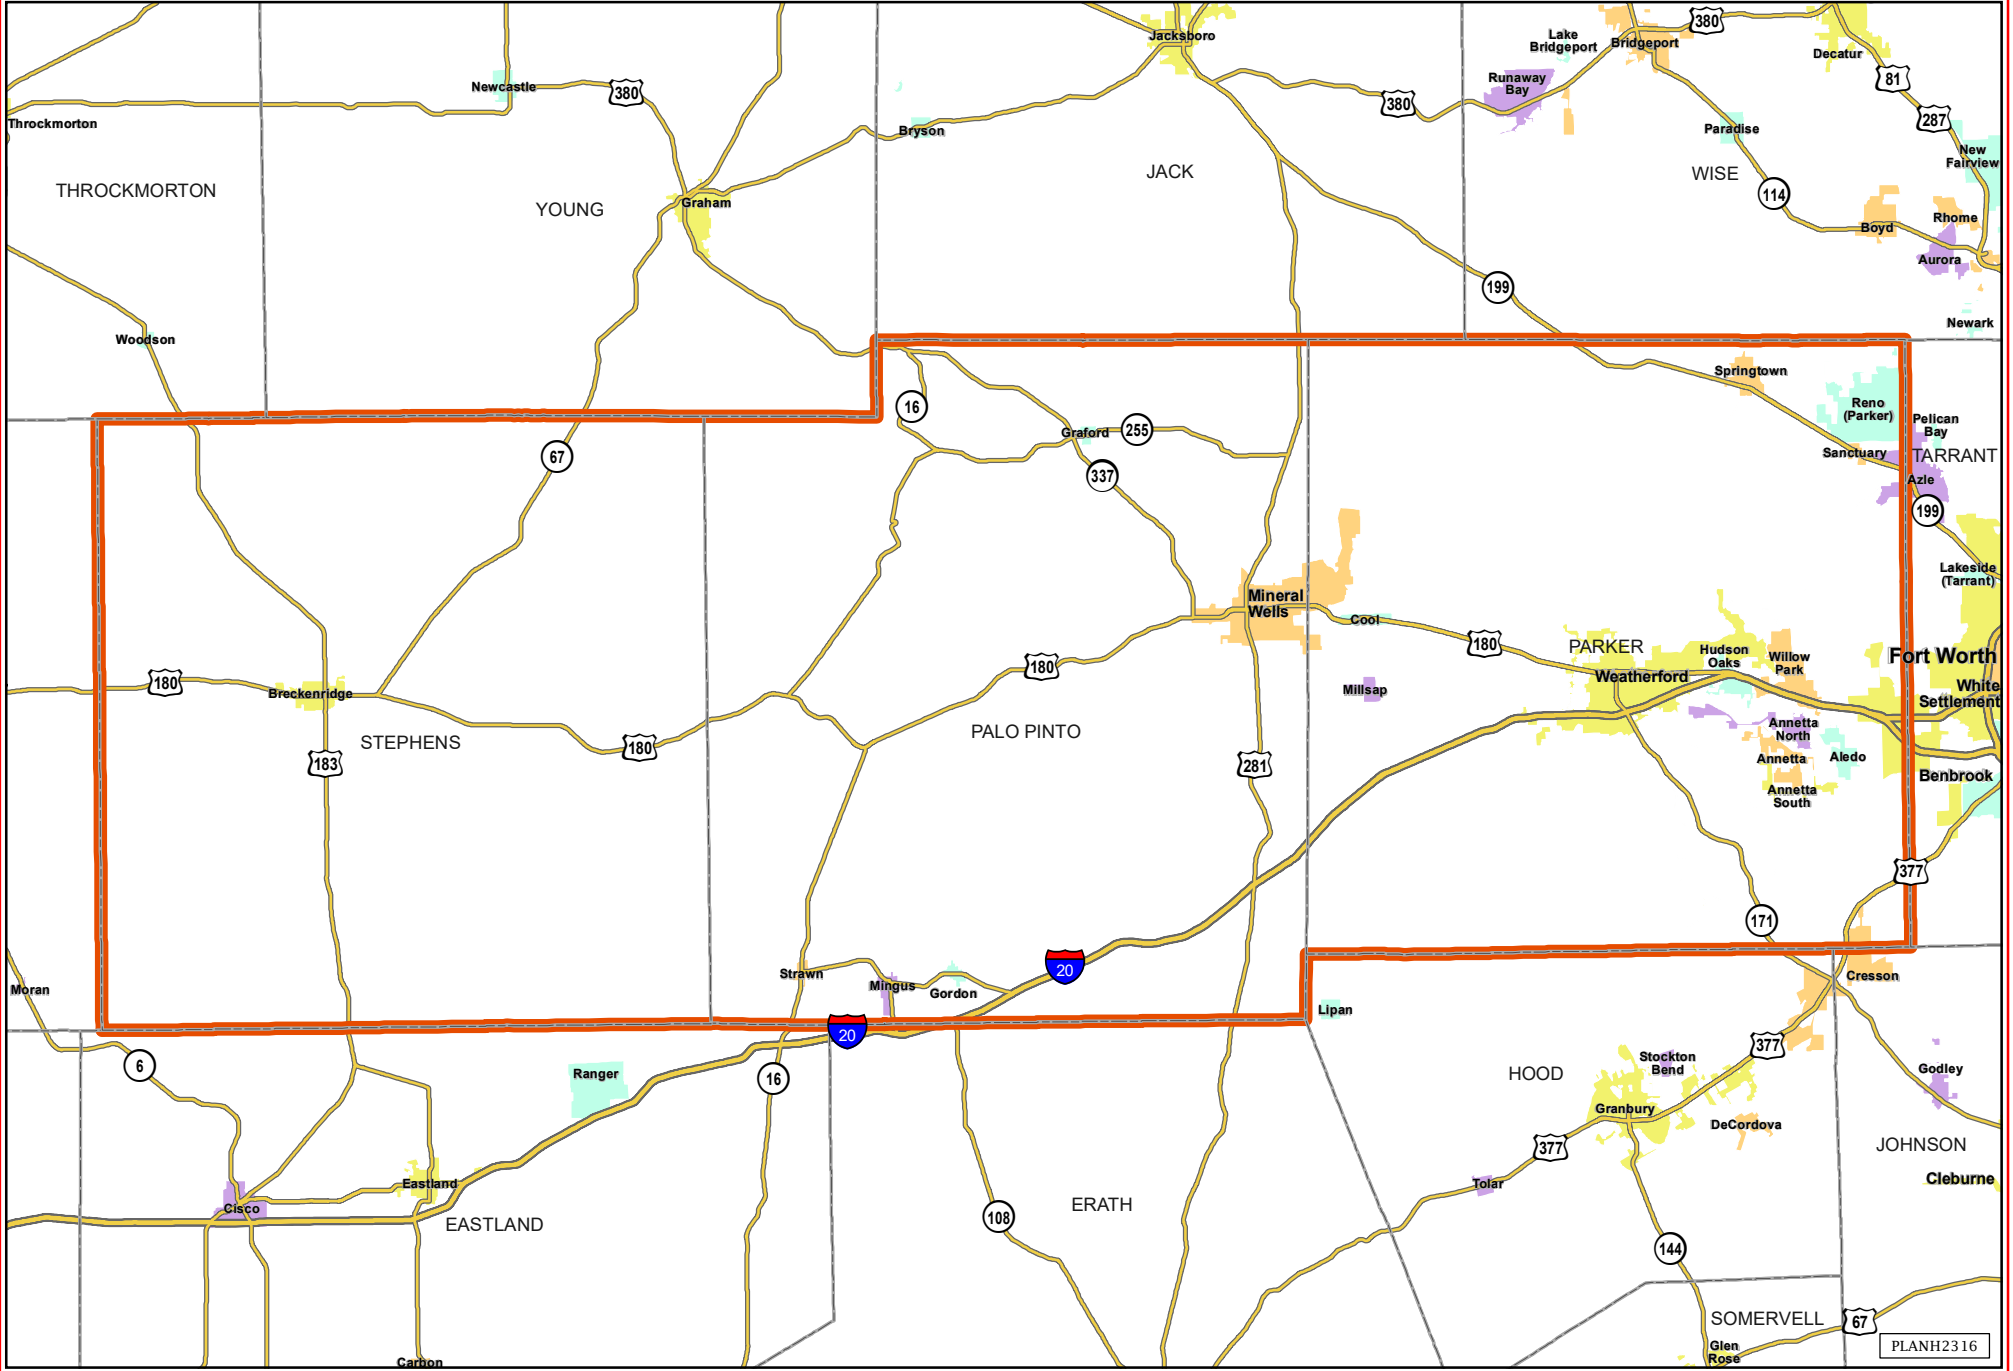 Jacksboro
Lake
Bridgeport
Bridgeport
380
Decatur
Newcastle
380
Runaway
Bay
81
380
287
Throckmorton
Bryson
Paradise
New
Fairview
THROCKMORTON
YOUNG
JACK
WISE
114
Graham
Boyd
Rhome
Aurora
199
Newark
Woodson
Springtown
16
Reno
(Parker)
Pelican
Bay
Graford
255
67
337
Sanctuary
TARRANT
Azle
199
Lakeside
(Tarrant)
Mineral
Wells
Cool
180
PARKER
Hudson
Oaks
Willow
Park
Fort Worth
180
Breckenridge
180
Millsap
Weatherford
White
Settlement
STEPHENS
180
PALO PINTO
Annetta
North
183
281
Annetta
Aledo
Benbrook
Annetta
South
377
171
Strawn
Mingus
Gordon
20
Moran
Cresson
20
Lipan
6
16
Ranger
HOOD
Stockton
Bend
377
Godley
Granbury
DeCordova
377
JOHNSON
Eastland
Tolar
Cleburne
Cisco
EASTLAND
108
ERATH
144
SOMERVELL
67
Carbon
Glen
Rose
PLANH2316